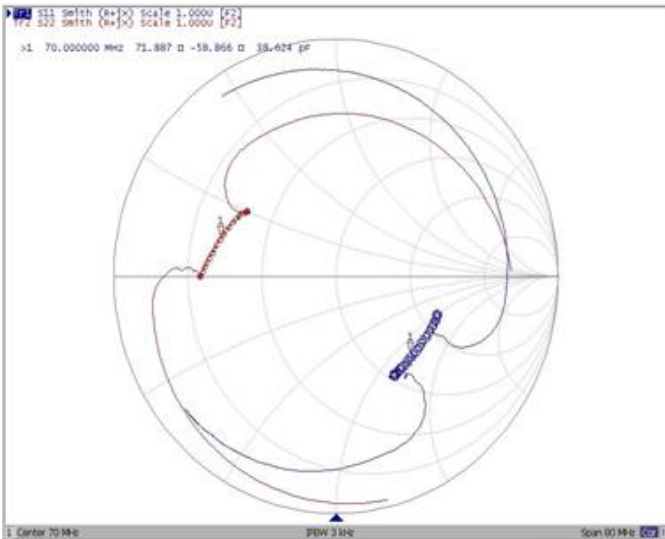 Tr1 S11 Smith (R+jX) Scale 1.000U [F2]
Tr2 S22 Smith (R+jX) Scale 1.000U [F2]
>1 70.000000 MHz 71.887 Ω -58.866 Ω 38.624 pF
1 Center 70 MHz IFBW 3 kHz Span 80 MHz Cor